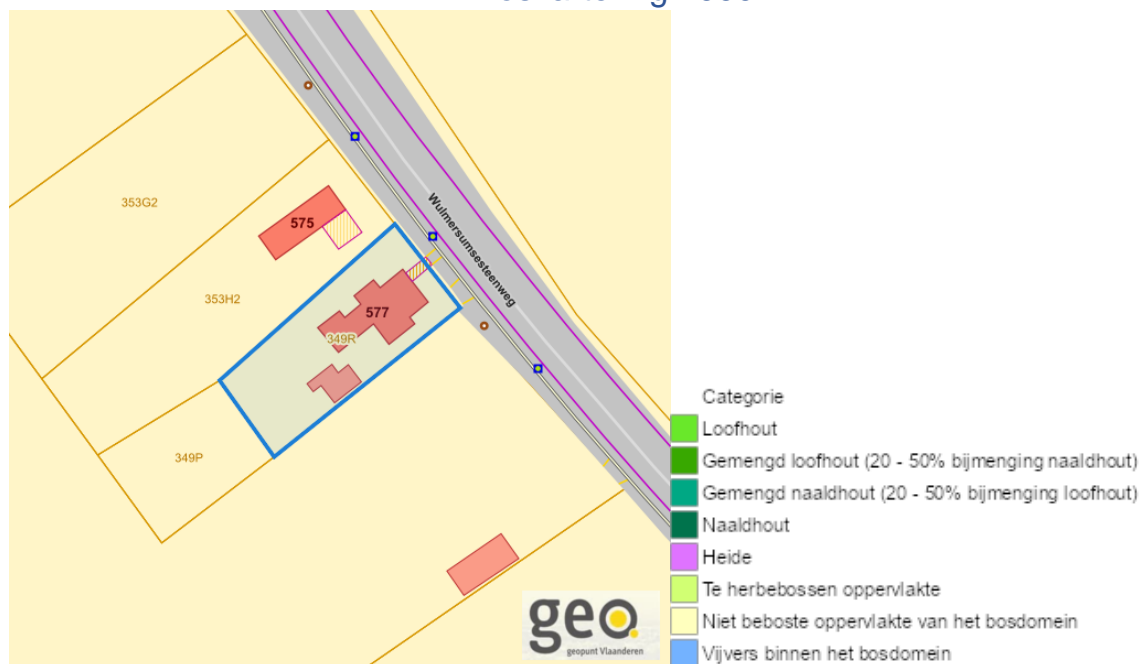 353G2
575
Wulmersumsesteenweg
353H2
577
349R
349P
geo
geopunt Vlaanderen
Categorie
Loofhout
Gemengd loofhout (20 - 50% bijmenging naaldhout)
Gemengd naaldhout (20 - 50% bijmenging loofhout)
Naaldhout
Heide
Te herbebossen oppervlakte
Niet beboste oppervlakte van het bosdomein
Vijvers binnen het bosdomein